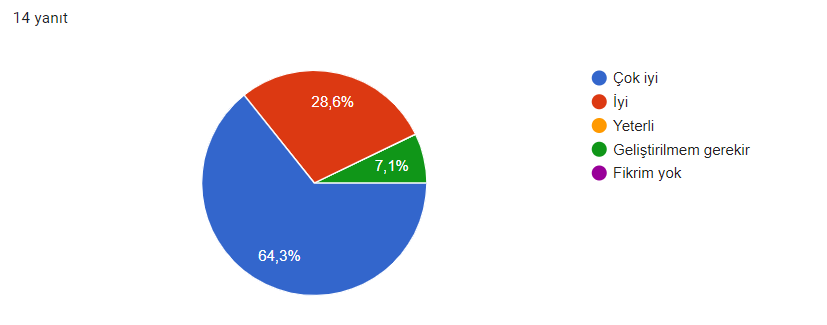 14 yanıt
28,6%
7,1%
64,3%
Çok iyi
İyi
Yeterli
Geliştirilmem gerekir
Fikrim yok